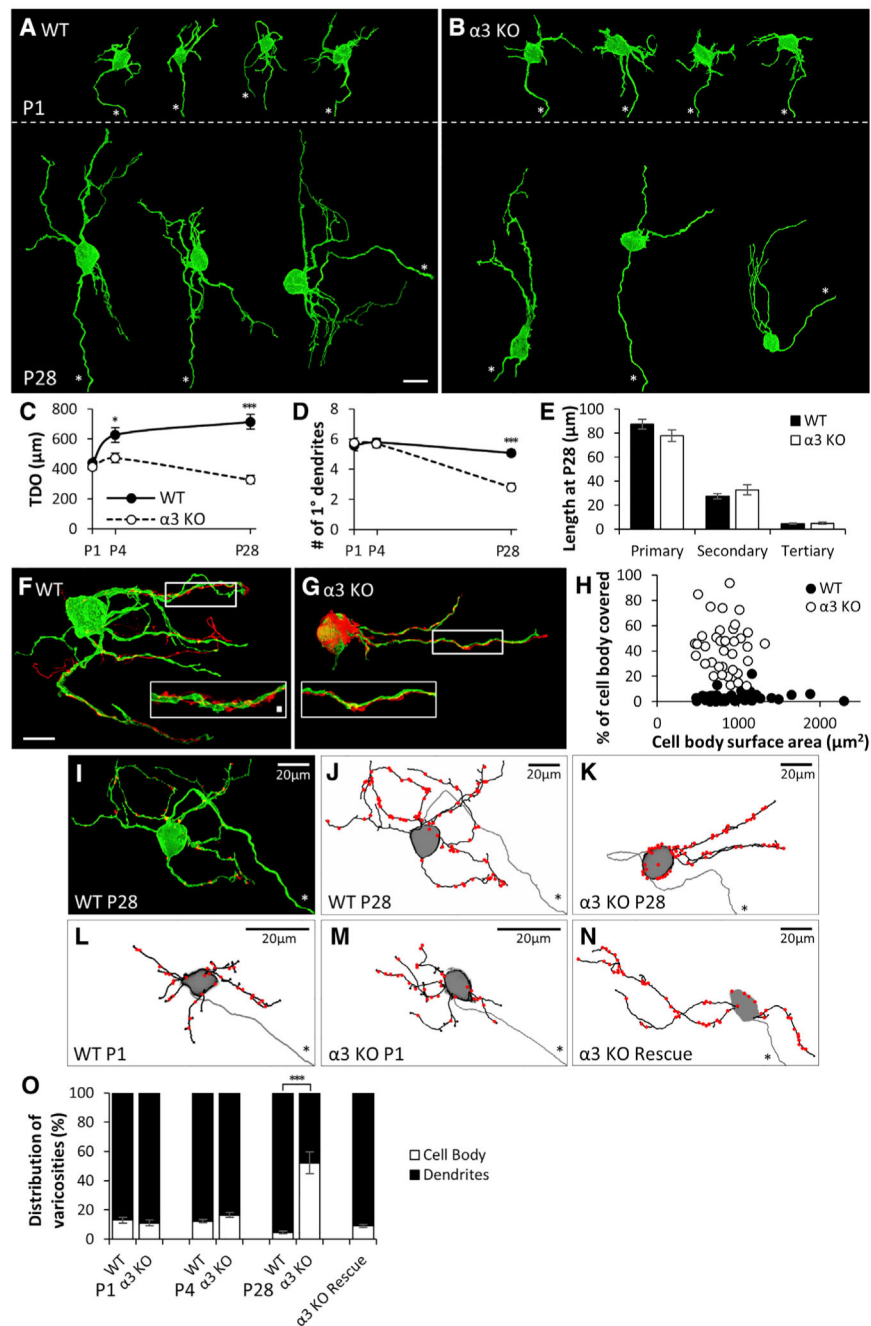 A WT
P1
*
*
*
*
B α3 KO
*
*
*
*
P28
*
*
*
*
*
*
C
TDO (μm)
800
600
400
200
0
*
***
WT
α3 KO
P1 P4 P28
D
# of 1° dendrites
8
6
4
2
0
***
P1 P4 P28
E
Length at P28 (μm)
100
80
60
40
20
0
WT
α3 KO
Primary Secondary Tertiary
F WT
G α3 KO
H
% of cell body covered
100
80
60
40
20
0
WT
α3 KO
0 1000 2000
Cell body surface area (μm²)
I
20μm
WT P28
*
J
20μm
WT P28
*
K
20μm
α3 KO P28
*
L
20μm
WT P1
*
M
20μm
α3 KO P1
*
N
20μm
α3 KO Rescue
*
O
Distribution of
varicosities (%)
100
80
60
40
20
0
***
Cell Body
Dendrites
WT α3 KO WT α3 KO WT α3 KO α3 KO Rescue
P1 P4 P28